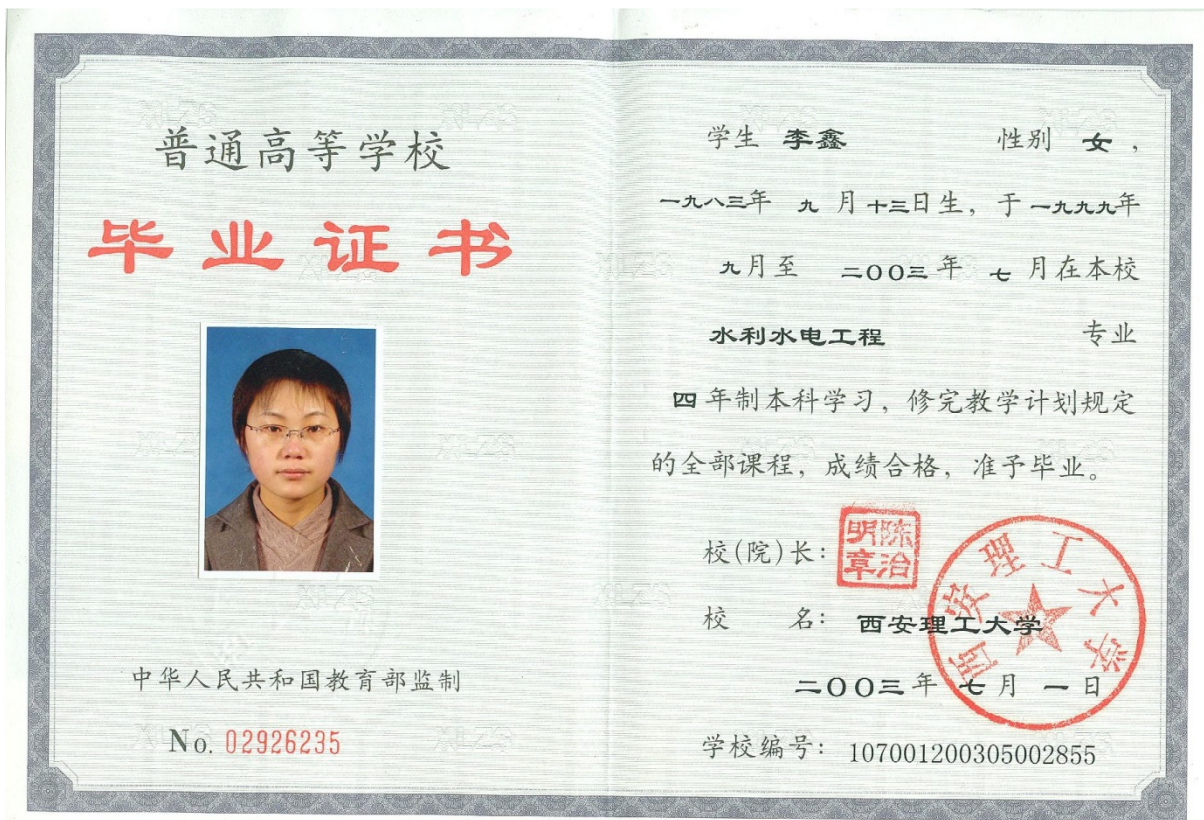 普通高等学校
毕业证书
中华人民共和国教育部监制
No. 02926235
学生 李鑫 性别 女，
一九八三年 九 月 十三日生，于 一九九九年
九月至 二〇〇三 年 七 月在本校
水利水电工程 专业
四 年制本科学习，修完教学计划规定
的全部课程，成绩合格，准予毕业。
校(院)长：
陈治明章
校 名： 西安理工大学
西安理工大学
二〇〇三 年 七 月 一 日
学校编号： 107001200305002855